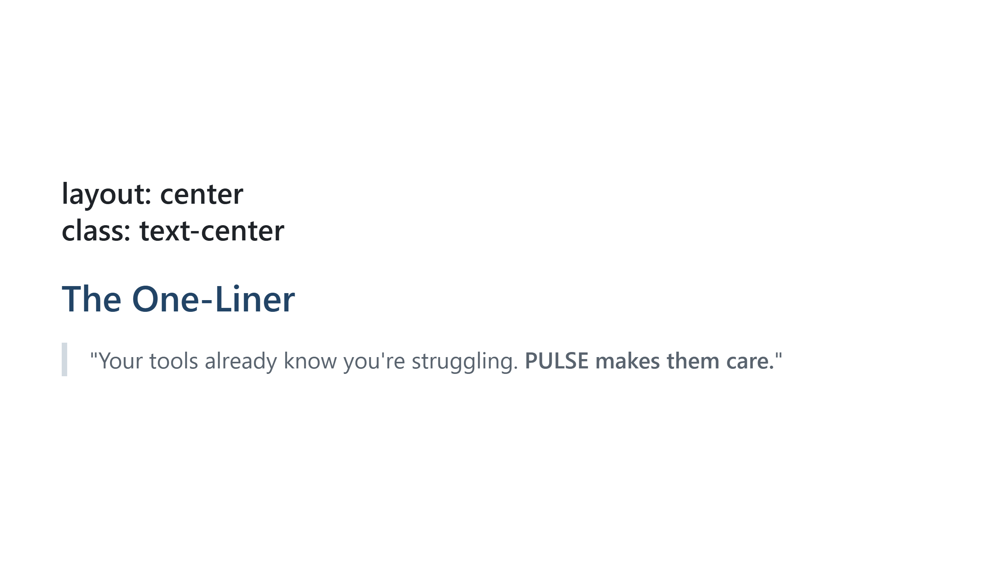 layout: center
class: text-center
The One-Liner
"Your tools already know you're struggling. PULSE makes them care."